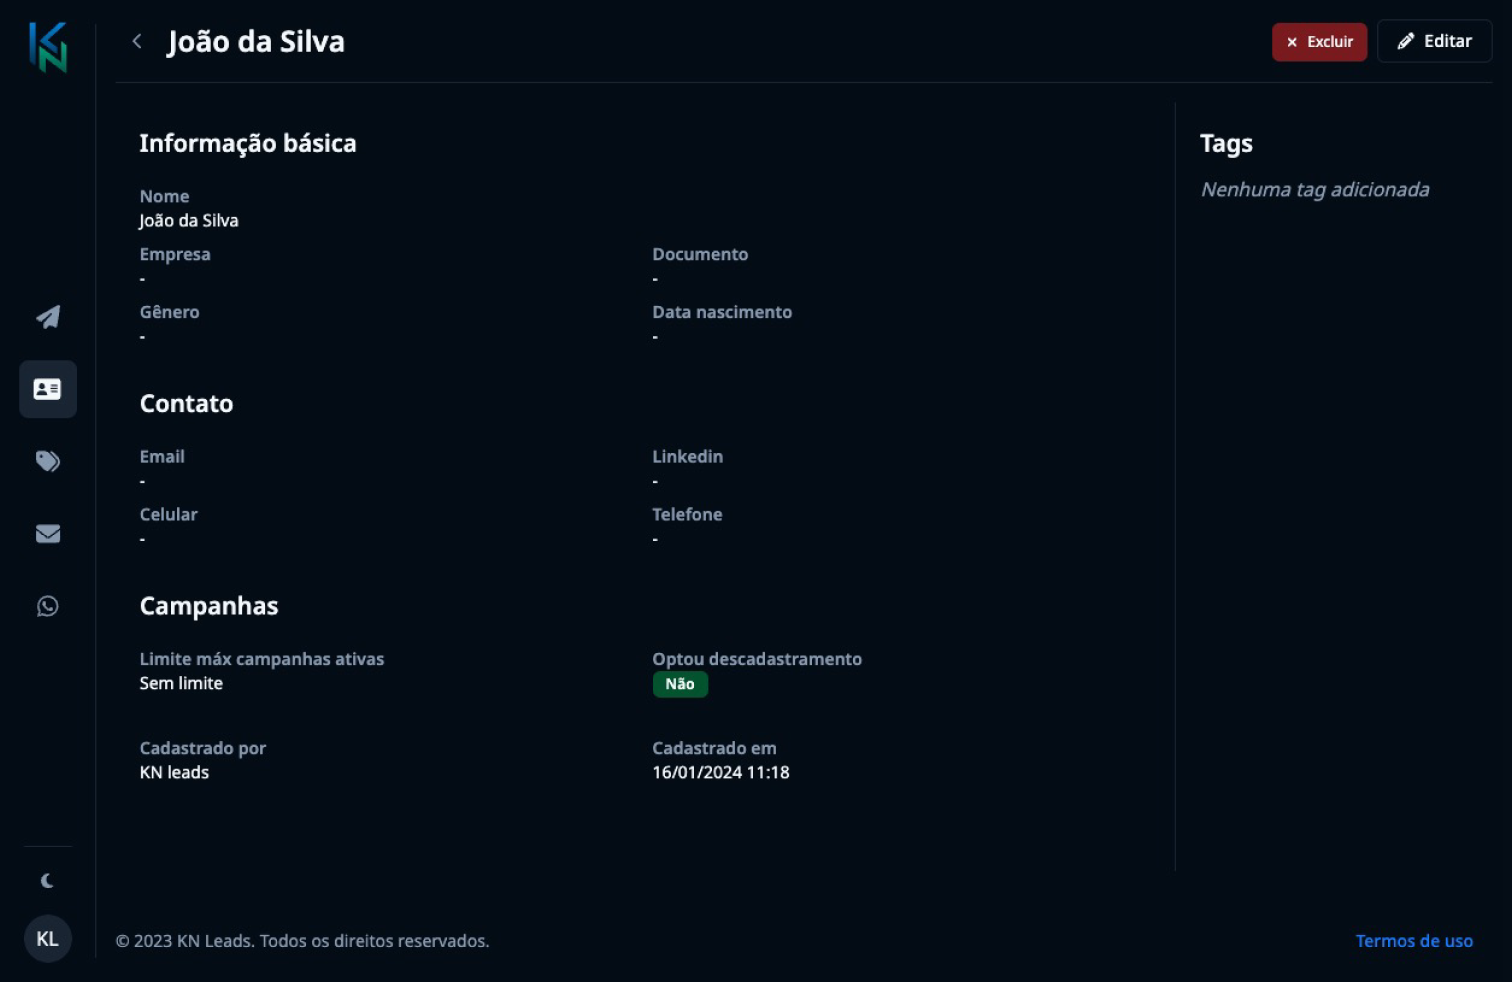 João da Silva
Excluir
Editar
Informação básica
Nome
João da Silva
Empresa
-
Documento
-
Gênero
-
Data nascimento
-
Contato
Email
-
Linkedin
-
Celular
-
Telefone
-
Campanhas
Limite máx campanhas ativas
Sem limite
Optou descadastramento
Não
Cadastrado por
KN leads
Cadastrado em
16/01/2024 11:18
Tags
Nenhuma tag adicionada
KL
© 2023 KN Leads. Todos os direitos reservados.
Termos de uso